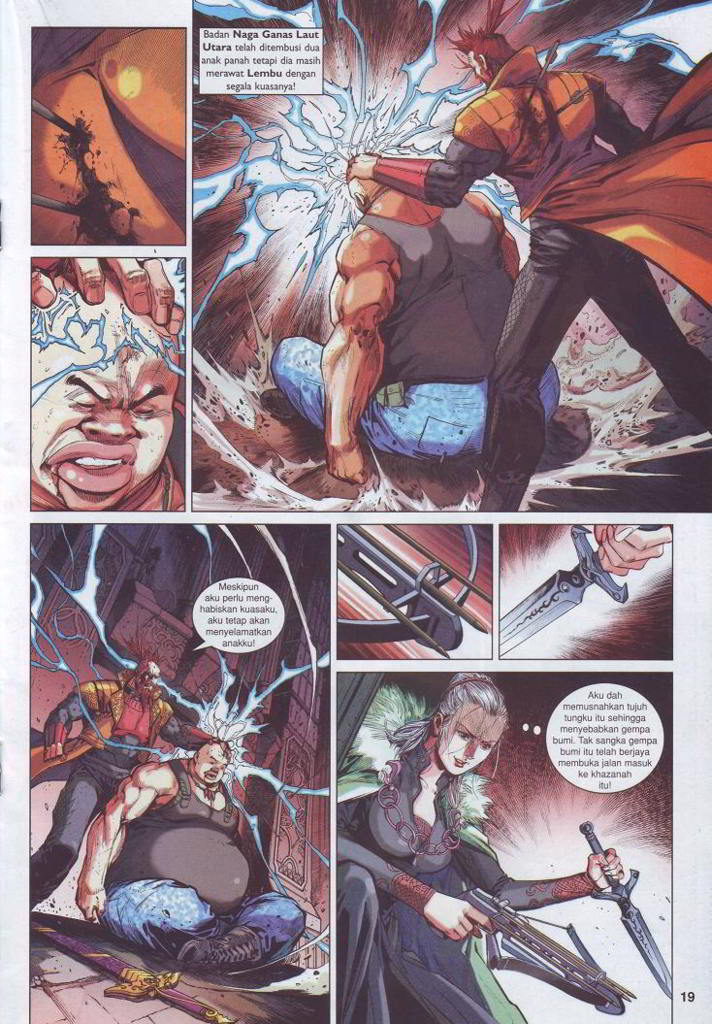 Badan Naga Ganas Laut
Utara telah ditembusi dua
anak panah tetapi dia masih
merawat Lembu dengan
segala kuasanya!
Meskipun
aku perlu meng-
habiskan kuasaku,
aku tetap akan
menyelamatkan
anakku!
Aku dah
memusnahkan tujuh
tungku itu sehingga
menyebabkan gempa
bumi. Tak sangka gempa
bumi itu telah berjaya
membuka jalan masuk
ke khazanah
itu!
19